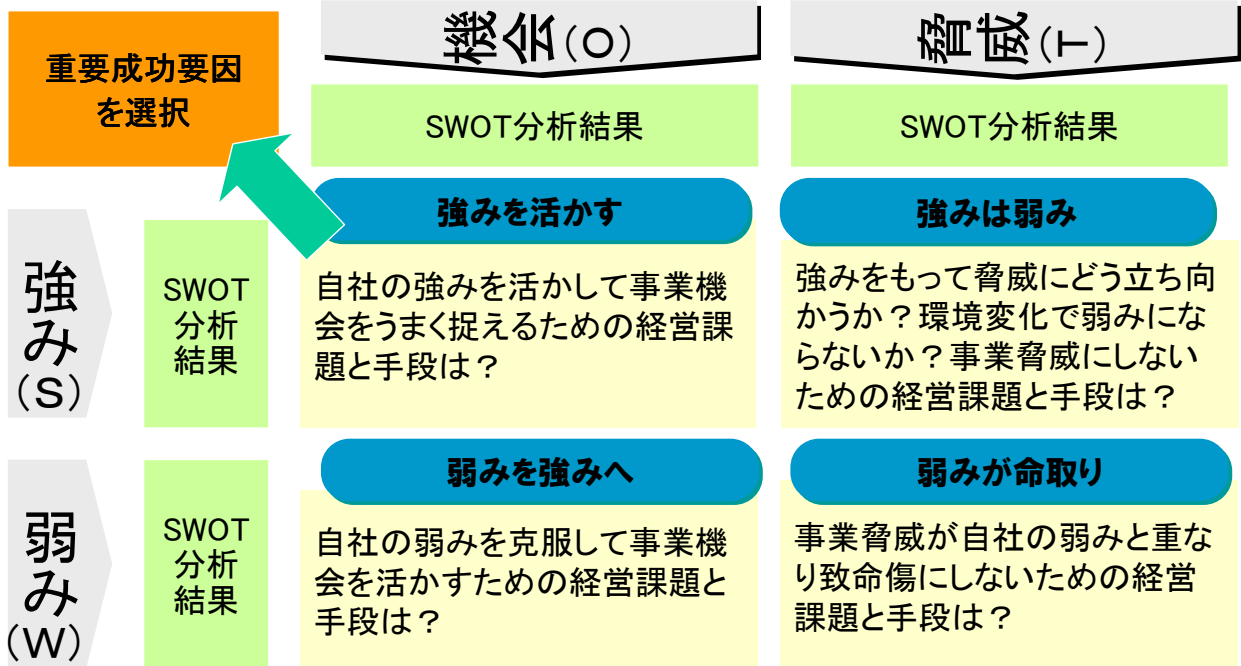 重要成功要因
を選択
機会(O)
脅威(T)
SWOT分析結果
SWOT分析結果
強み
(S)
SWOT
分析
結果
強みを活かす
自社の強みを活かして事業機
会をうまく捉えるための経営課
題と手段は？
強みは弱み
強みをもって脅威にどう立ち向
かうか？環境変化で弱みにな
らないか？事業脅威にしない
ための経営課題と手段は？
弱み
(W)
SWOT
分析
結果
弱みを強みへ
自社の弱みを克服して事業機
会を活かすための経営課題と
手段は？
弱みが命取り
事業脅威が自社の弱みと重な
り致命傷にしないための経営
課題と手段は？